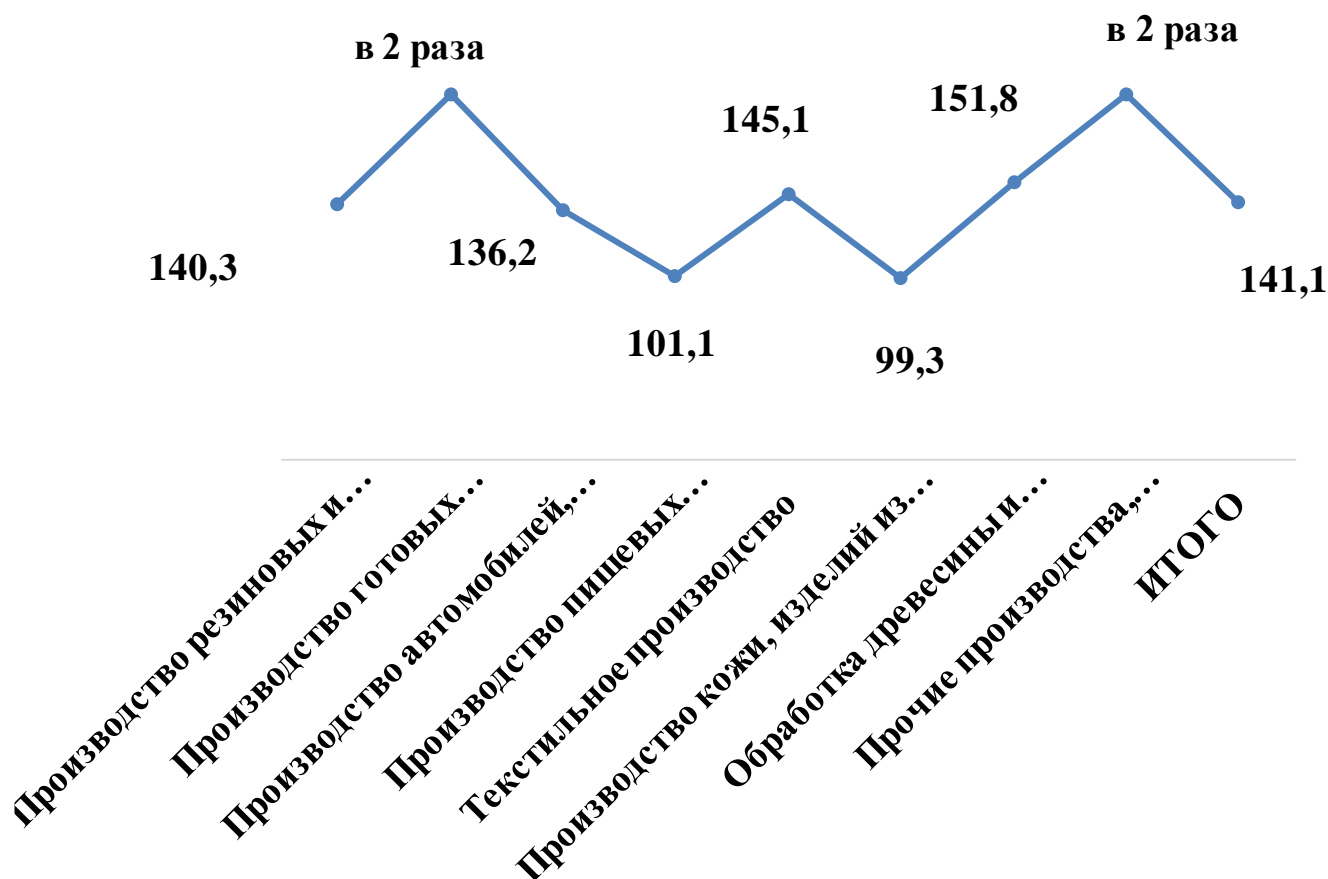 в 2 раза
в 2 раза
151,8
145,1
136,2
140,3
141,1
101,1
99,3
Производство резиновых и…
Производство готовых…
Производство автомобилей,…
Производство пищевых…
Текстильное производство
Производство кожи, изделий из…
Обработка древесины и…
Прочие производства,…
ИТОГО